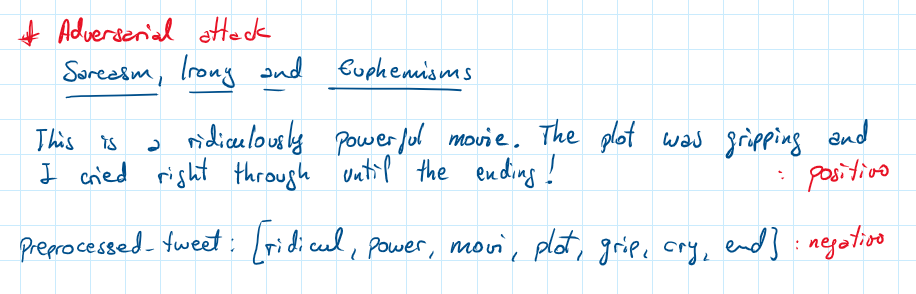 * Adverserial attack
Sarcasm, Irony and Euphemisms
This is a ridiculously powerful movie. The plot was gripping and
I cried right through until the ending! : positive
preprocessed_tweet : [ridicul, power, movi, plot, grip, cry, end] : negative